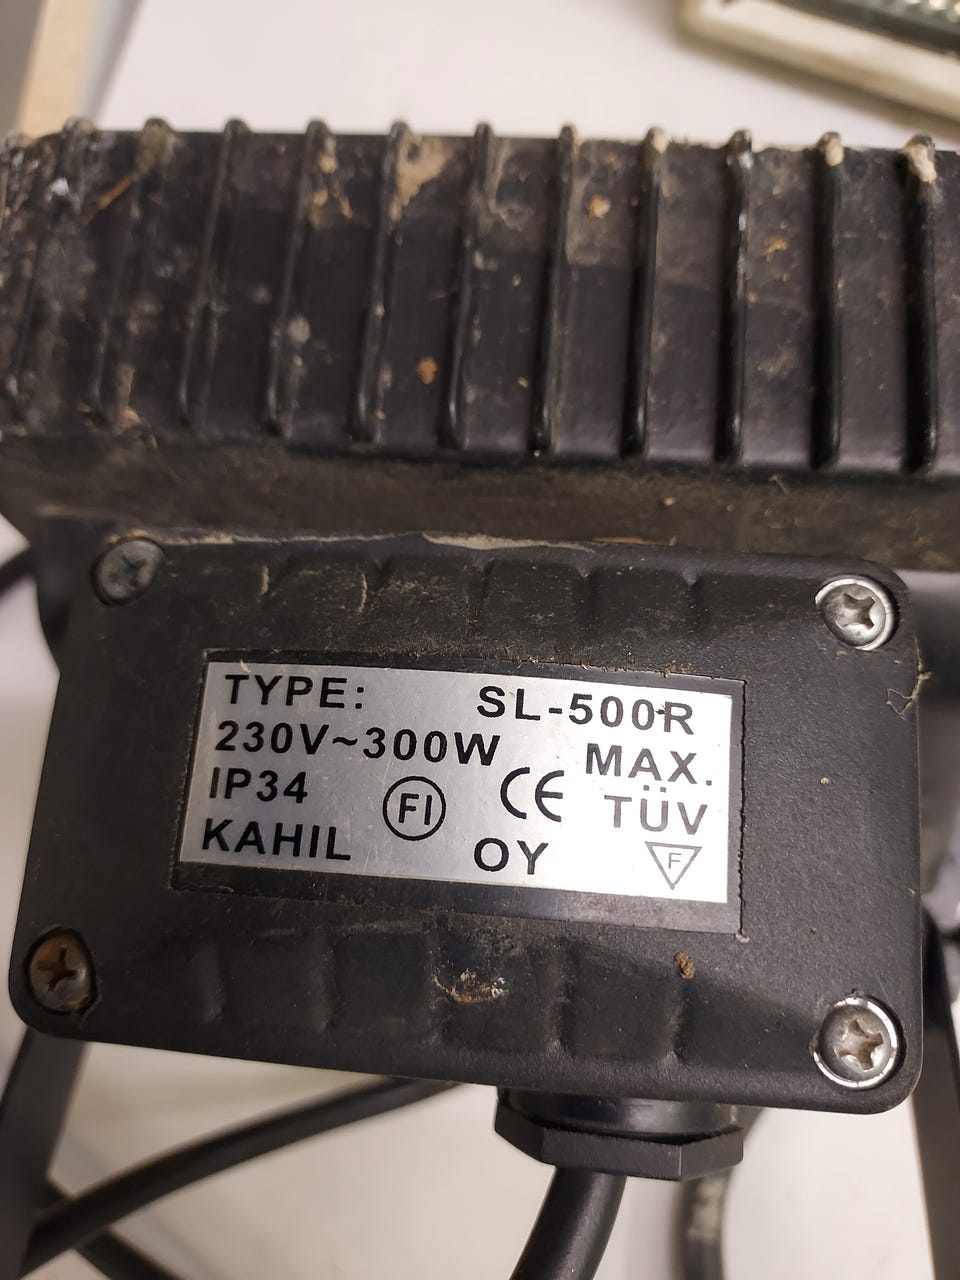 TYPE: SL-500R
230V~300W MAX.
IP34 FI CE TÜV
KAHIL OY F